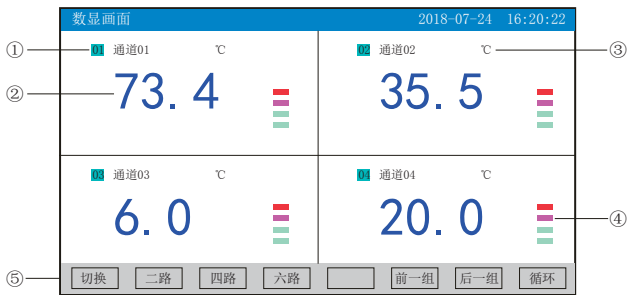 数显画面 2018-07-24 16:20:22
① 01 通道01 ℃ 02 通道02 ℃ ③
② 73.4 35.5
03 通道03 ℃ 04 通道04 ℃
6.0 20.0 ④
⑤ 切换 二路 四路 六路 前一组 后一组 循环